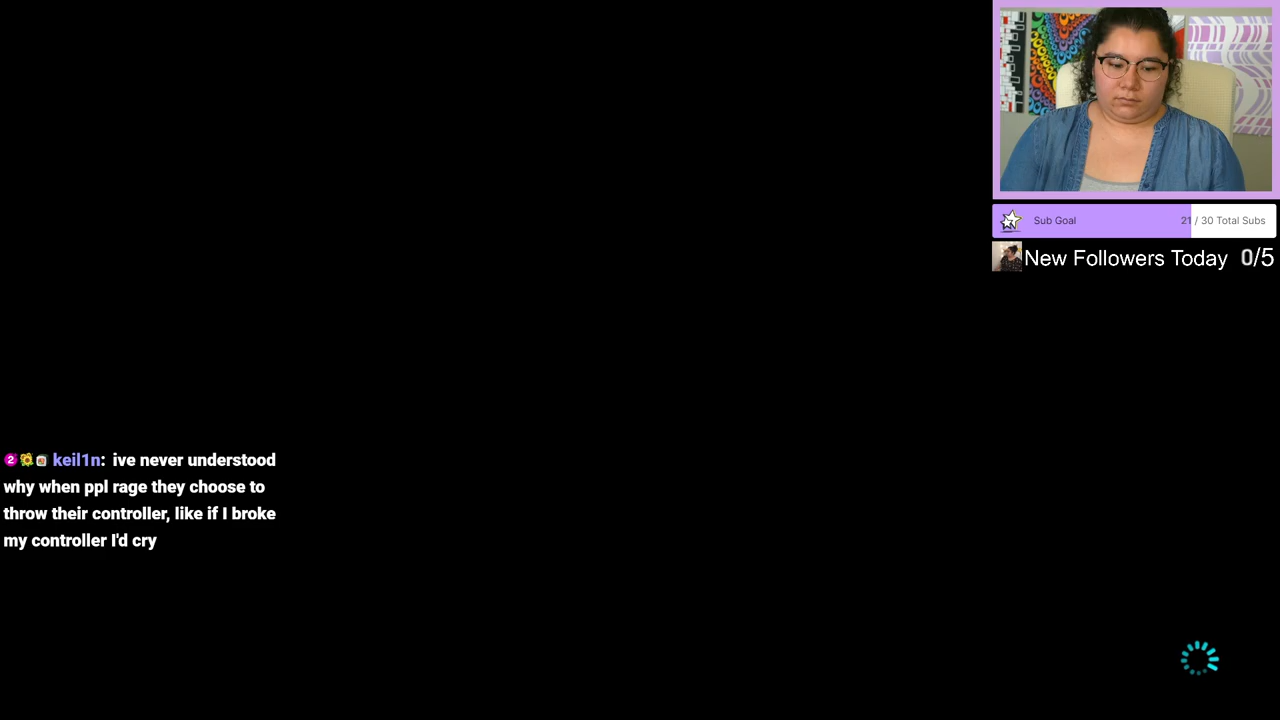 Sub Goal 21 / 30 Total Subs
New Followers Today 0/5
2 keil1n: ive never understood
why when ppl rage they choose to
throw their controller, like if I broke
my controller I'd cry